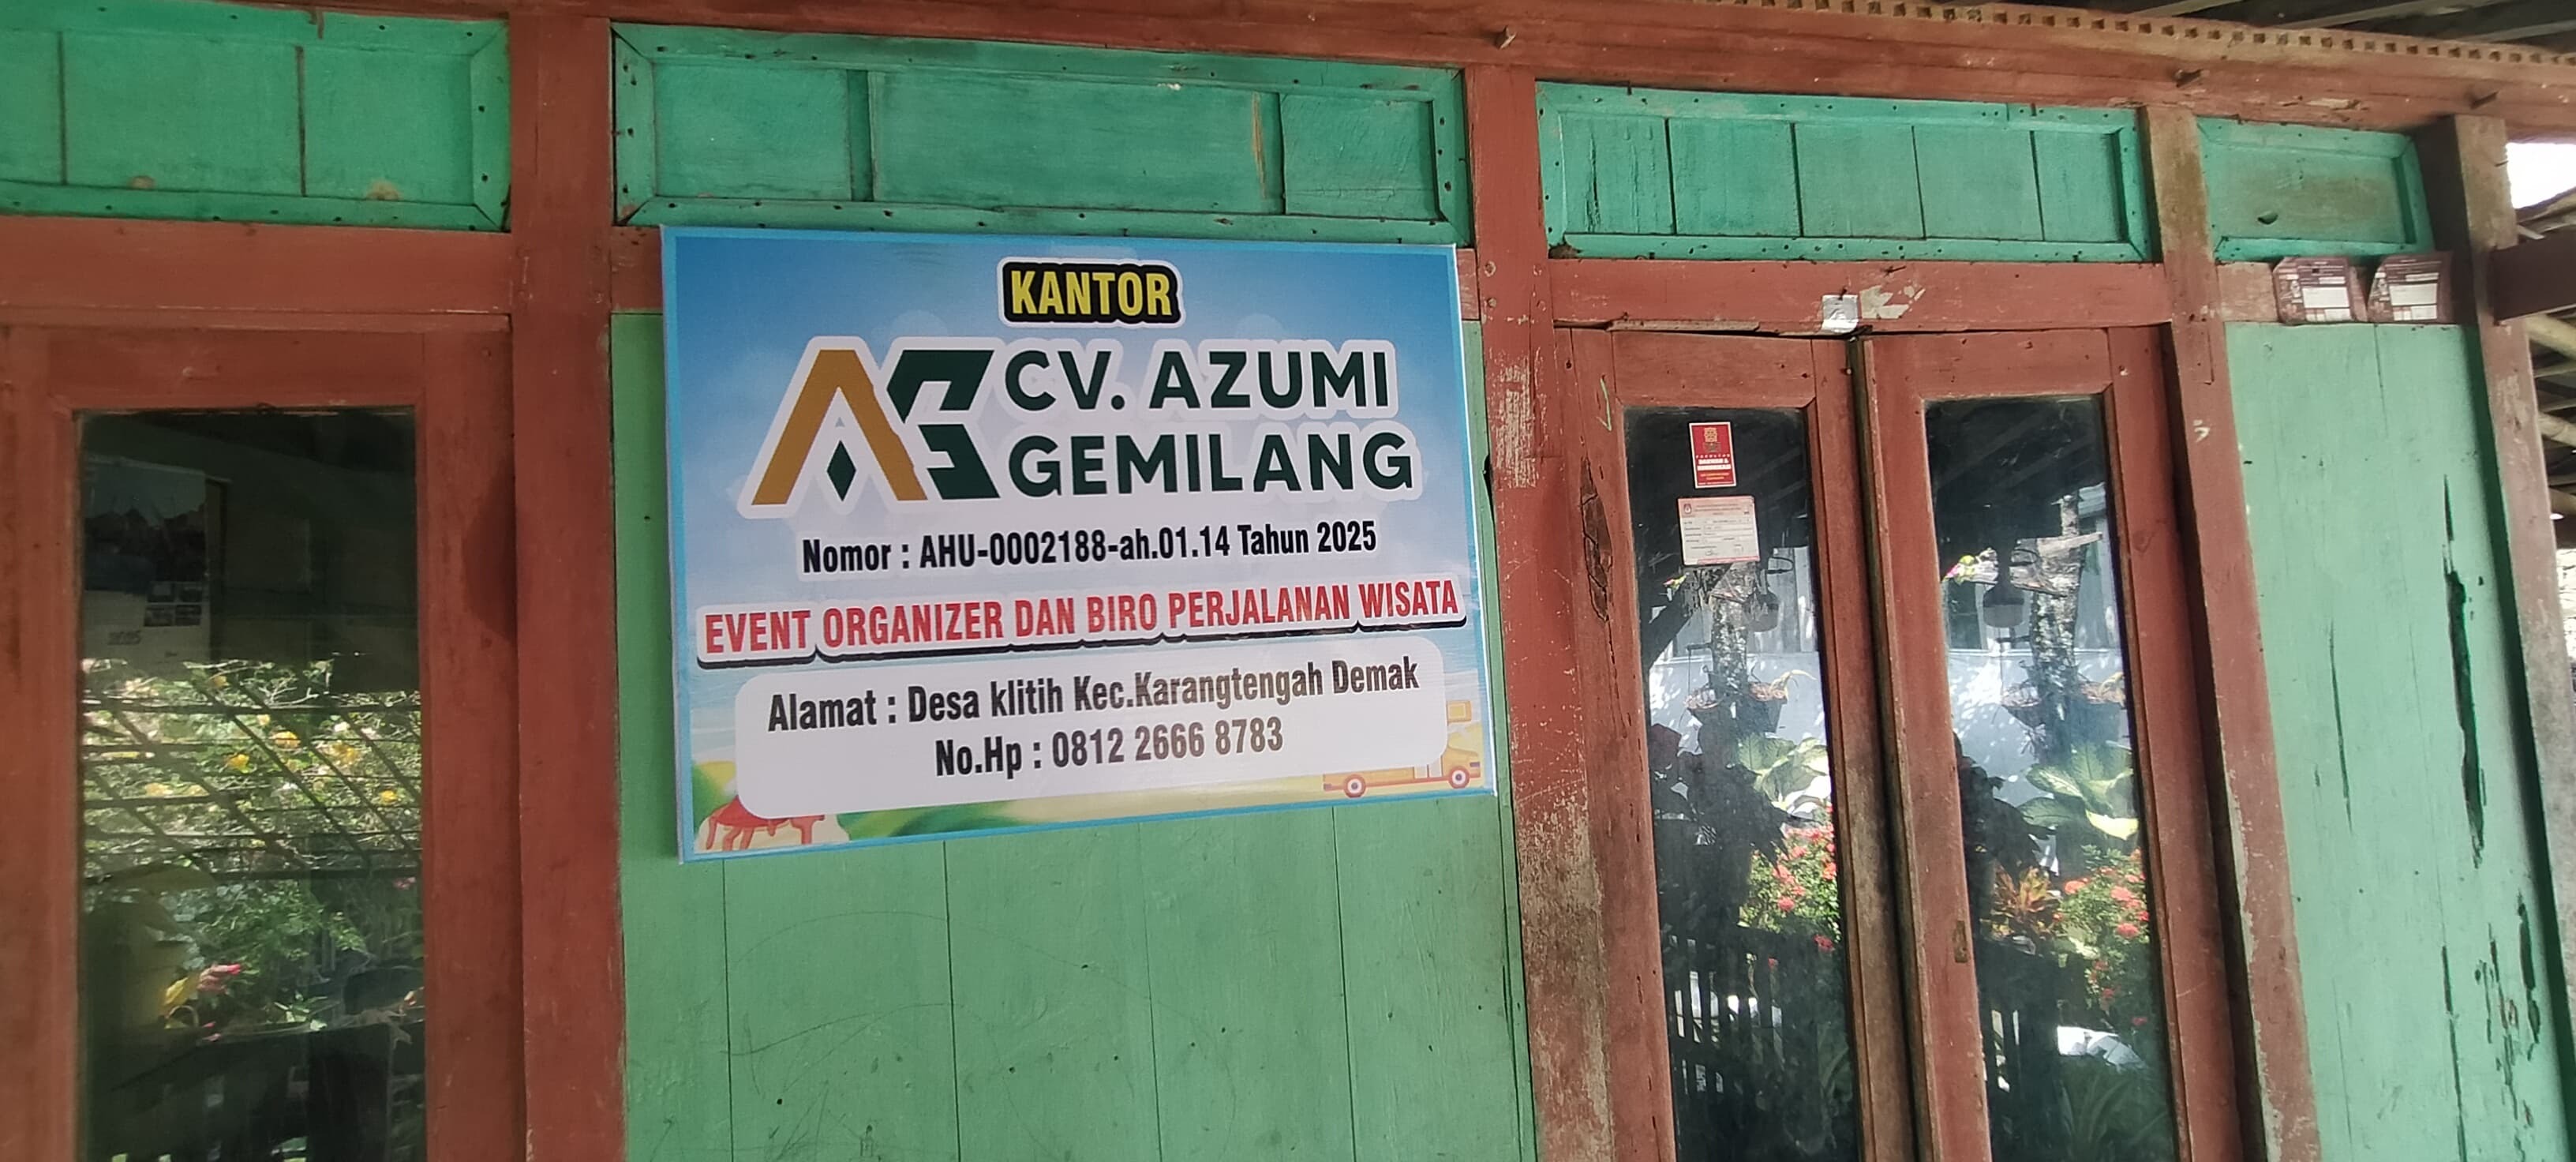 KANTOR
AG CV. AZUMI
GEMILANG
Nomor : AHU-0002188-ah.01.14 Tahun 2025
EVENT ORGANIZER DAN BIRO PERJALANAN WISATA
Alamat : Desa klitih Kec.Karangtengah Demak
No.Hp : 0812 2666 8783